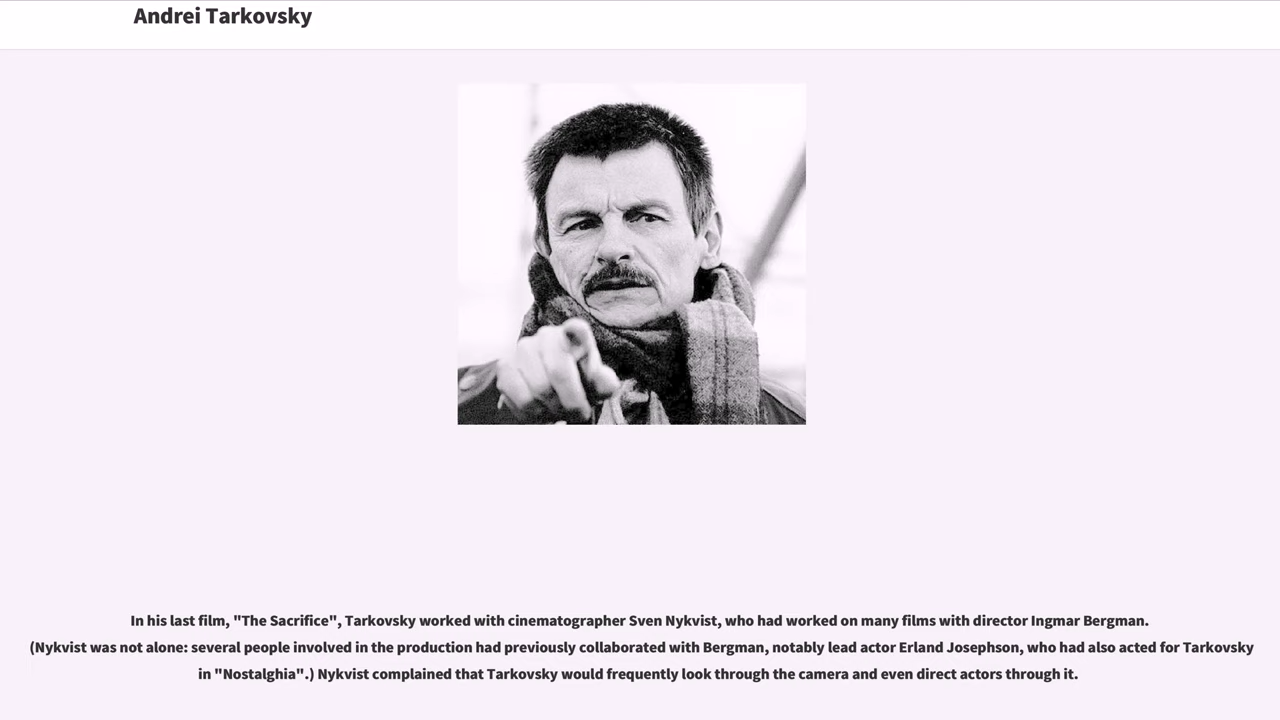 Andrei Tarkovsky
In his last film, "The Sacrifice", Tarkovsky worked with cinematographer Sven Nykvist, who had worked on many films with director Ingmar Bergman.
(Nykvist was not alone: several people involved in the production had previously collaborated with Bergman, notably lead actor Erland Josephson, who had also acted for Tarkovsky
in "Nostalghia".) Nykvist complained that Tarkovsky would frequently look through the camera and even direct actors through it.